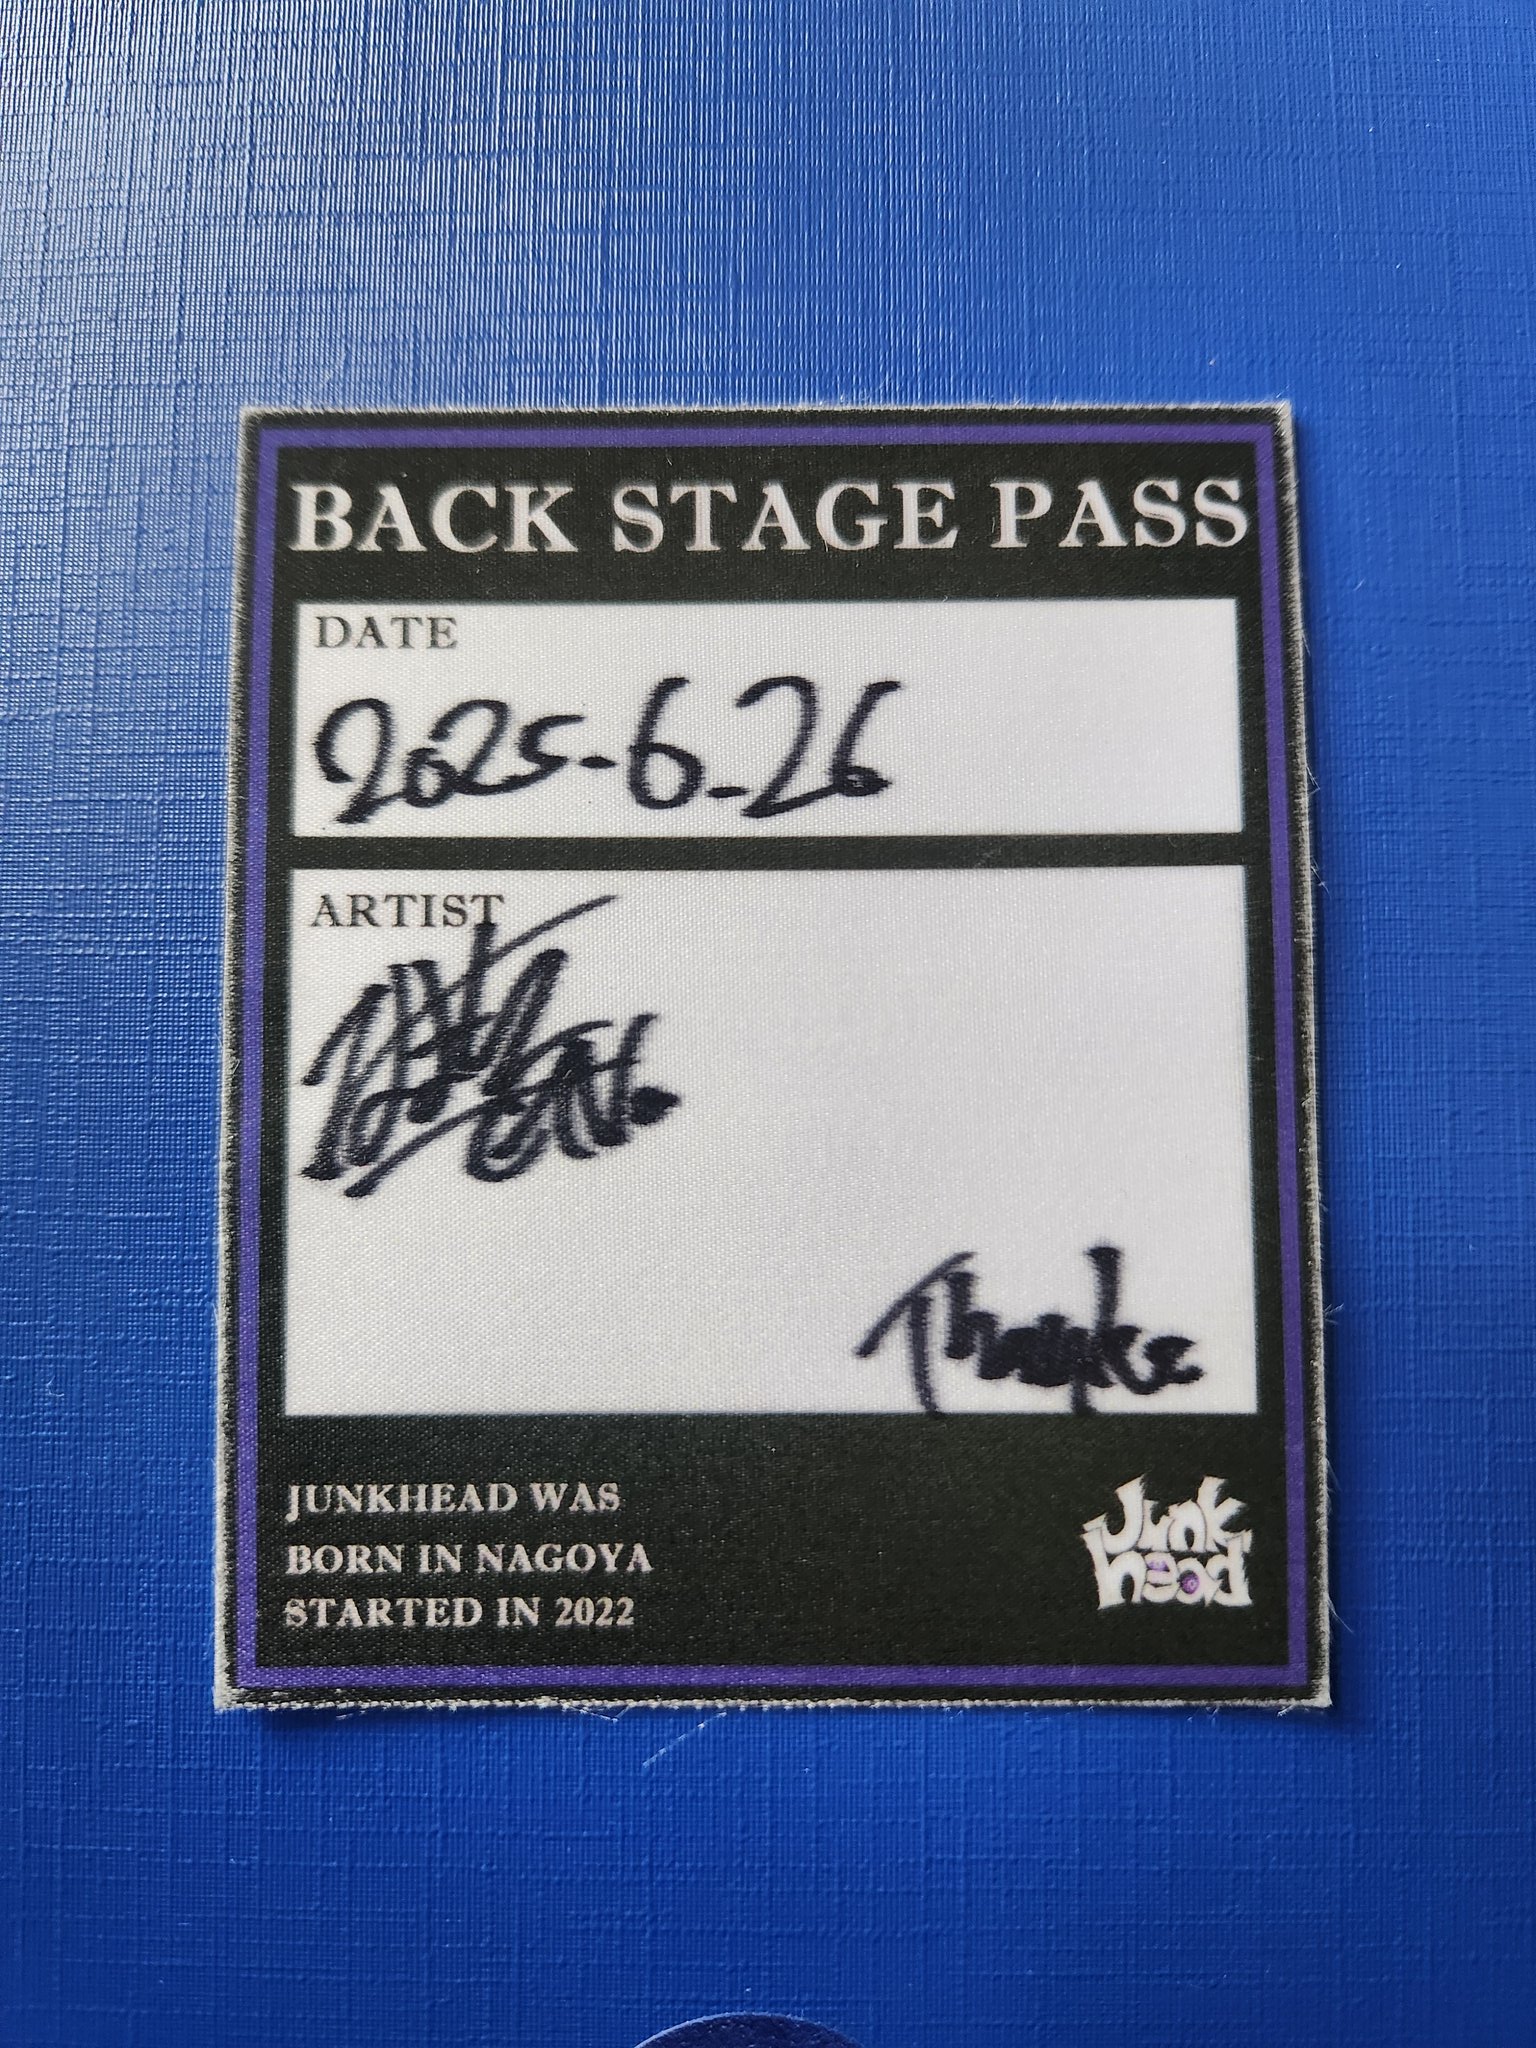 BACK STAGE PASS
DATE
2025.6.26
ARTIST
Thanks
JUNKHEAD WAS
BORN IN NAGOYA
STARTED IN 2022
Junk
head